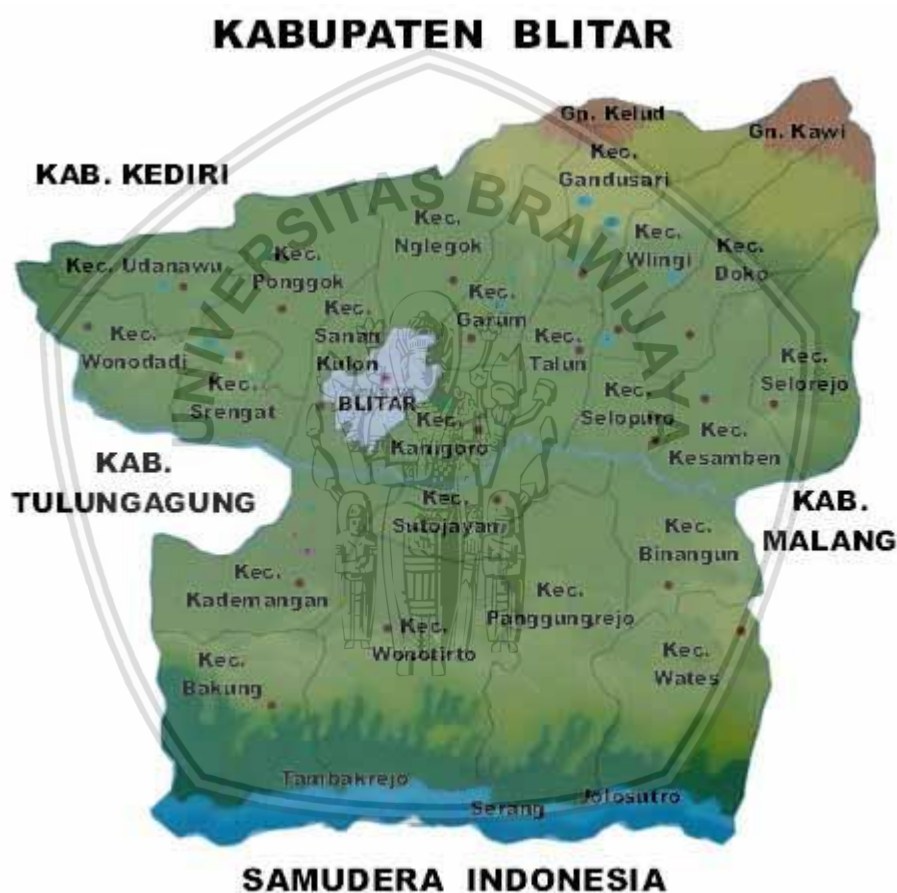 KABUPATEN BLITAR
Gn. Kelud
Gn. Kawi
KAB. KEDIRI
Kec.
Gandusari
UNIVERSITAS BRAWIJAYA
Kec.
Nglegok
Kec.
Wlingi
Kec.
Doko
Kec. Udanawu
Kec.
Ponggok
Kec.
Garum
Kec.
Sanan
Kulon
Kec.
Wonodadi
Kec.
Talun
Kec.
Selorejo
Kec.
Srengat
BLITAR
Kec.
Selopuro
Kec.
Kanigoro
Kec.
Kesamben
KAB.
TULUNGAGUNG
Kec.
Sutojayan
KAB.
MALANG
Kec.
Binangun
Kec.
Kademangan
Kec.
Panggungrejo
Kec.
Wonotirto
Kec.
Wates
Kec.
Bakung
Tambakrejo
Serang
Jolosutro
SAMUDERA INDONESIA